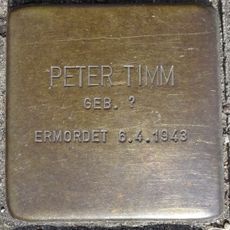 PETER TIMM
GEB. ?
ERMORDET 6.4.1943